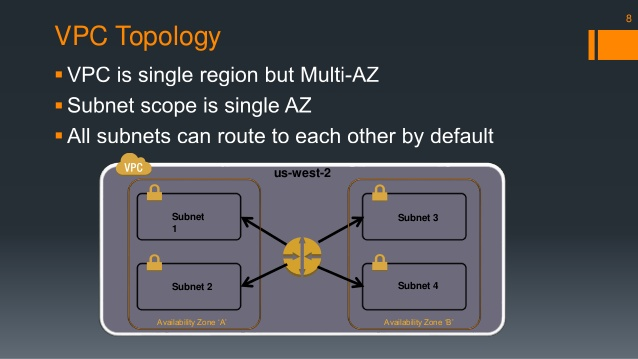 8
VPC Topology
VPC is single region but Multi-AZ
Subnet scope is single AZ
All subnets can route to each other by default
VPC
us-west-2
Subnet
1
Subnet 3
Subnet 2
Subnet 4
Availability Zone ‘A’
Availability Zone ‘B’